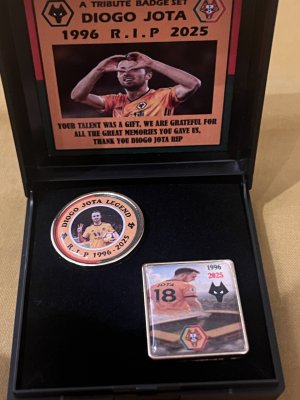 A TRIBUTE BADGE SET
DIOGO JOTA
1996 R.I.P 2025
YOUR TALENT WAS A GIFT, WE ARE GRATEFUL FOR
ALL THE GREAT MEMORIES YOU GAVE US,
THANK YOU DIOGO JOTA RIP
DIOGO JOTA LEGEND
R.I.P 1996-2025
1996
2025
JOTA
18